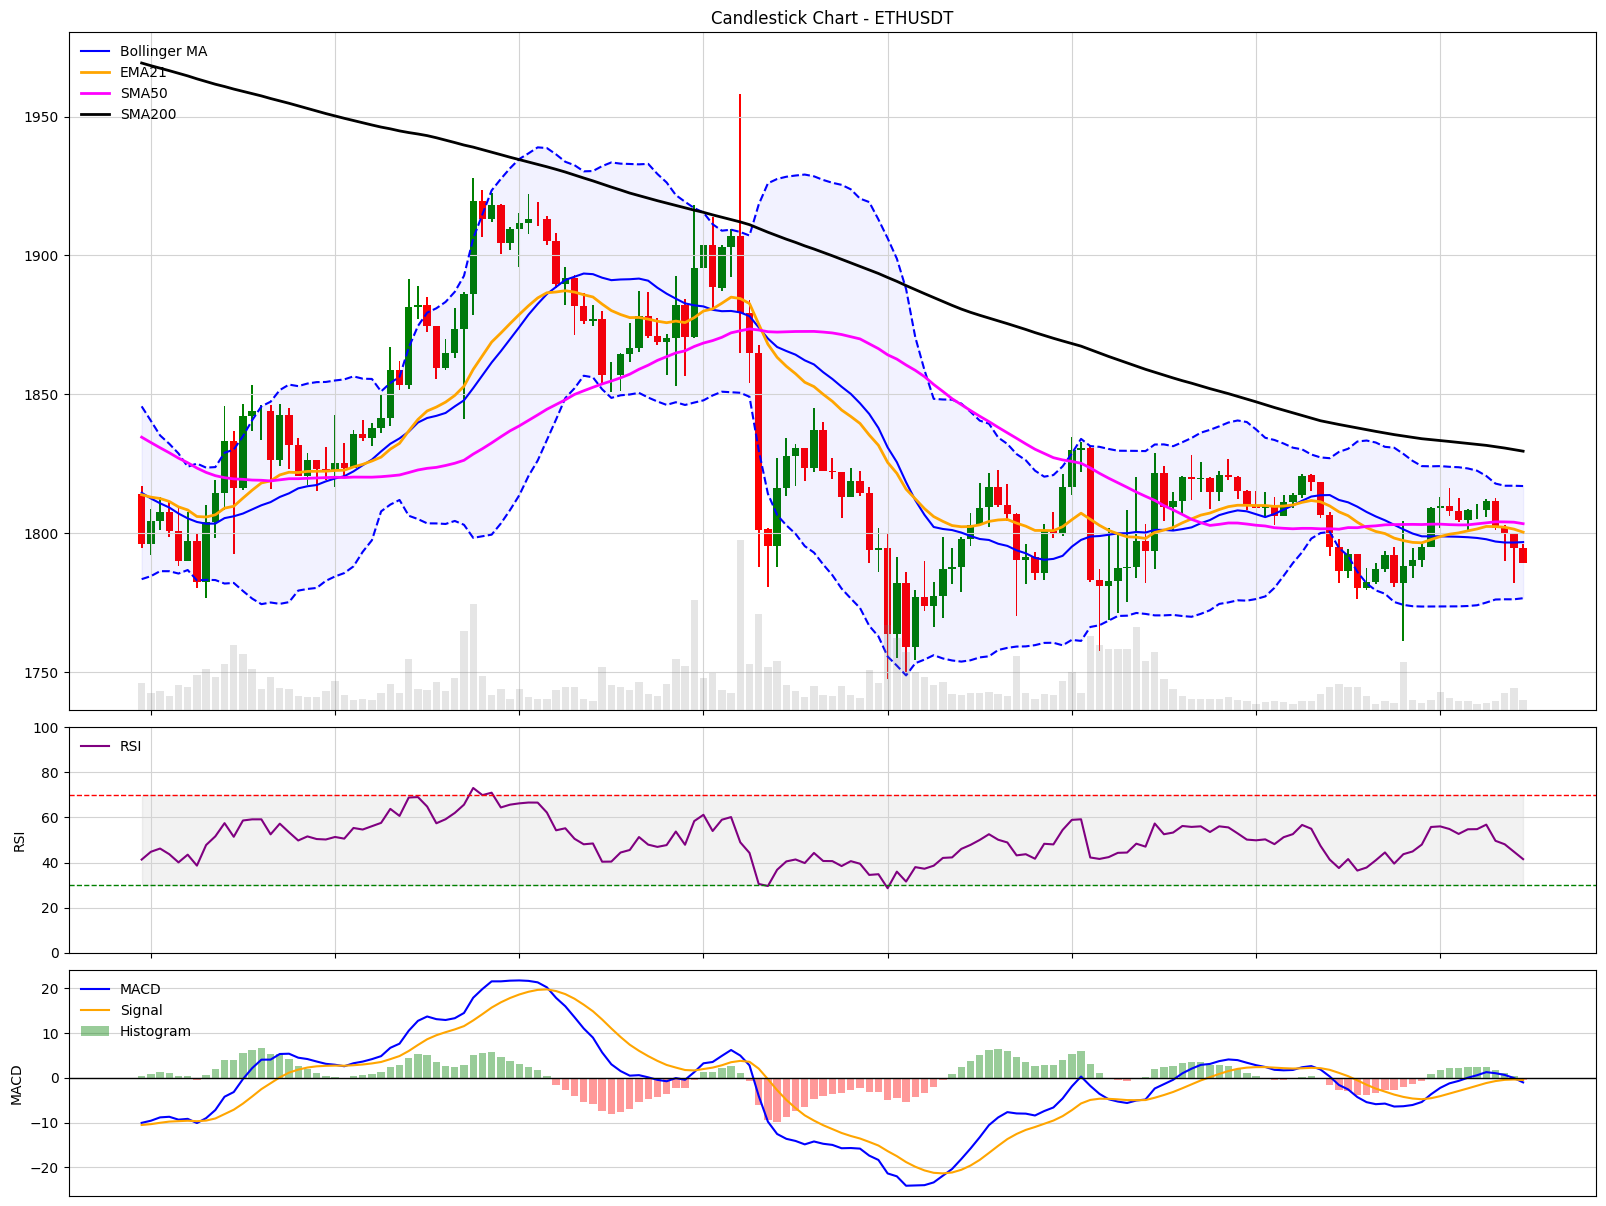 Candlestick Chart - ETHUSDT
Bollinger MA
EMA21
SMA50
SMA200
1950
1900
1850
1800
1750
RSI
100
80
60
40
20
0
RSI
MACD
Signal
Histogram
20
10
0
−10
−20
MACD